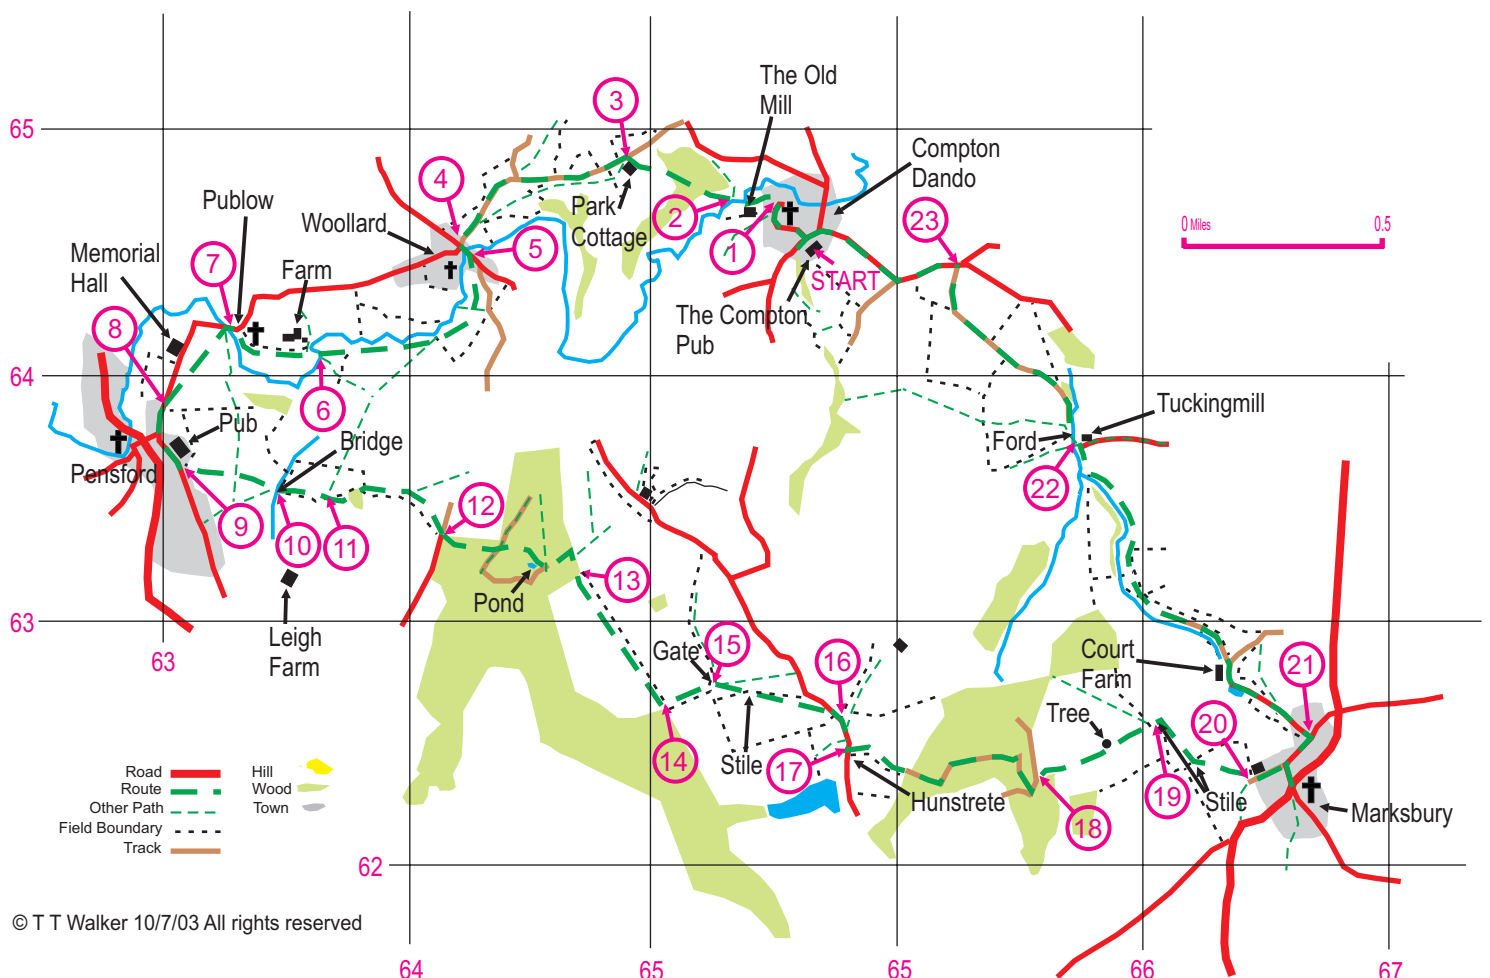 The Old
Mill
3
65
Compton
Dando
4
Publow
Park
Cottage
2
23
Woollard
0 Miles
0.5
Memorial
Hall
7
Farm
5
1
START
The Compton
Pub
8
64
6
Tuckingmill
Pub
Bridge
Ford
Pensford
22
12
9
10
11
13
Pond
63
Leigh
Farm
63
Gate
15
16
Court
Farm
21
Tree
20
14
Stile
17
Hunstrete
18
19
Stile
Marksbury
Road
Route
Other Path
Field Boundary
Track
Hill
Wood
Town
62
© T T Walker 10/7/03 All rights reserved
64
65
65
66
67